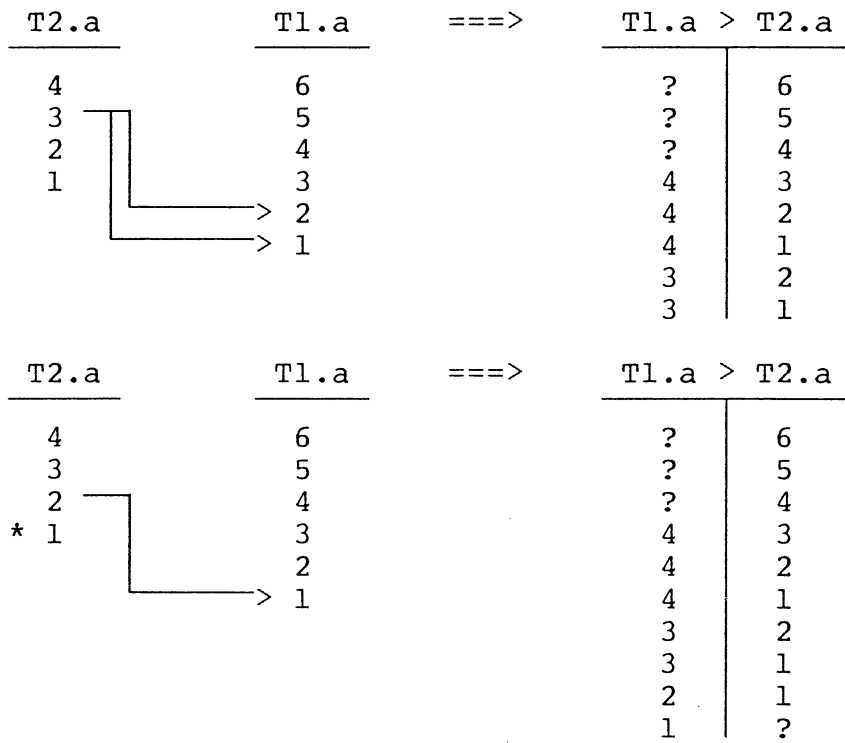 T2.a T1.a ===> T1.a > T2.a
4 6 ? 6
3 5 ? 5
2 4 ? 4
1 3 4 3
> 2 4 2
> 1 4 1
3 2
3 1
T2.a T1.a ===> T1.a > T2.a
4 6 ? 6
3 5 ? 5
2 4 ? 4
* 1 3 4 3
2 4 2
> 1 4 1
3 2
3 1
2 1
1 ?